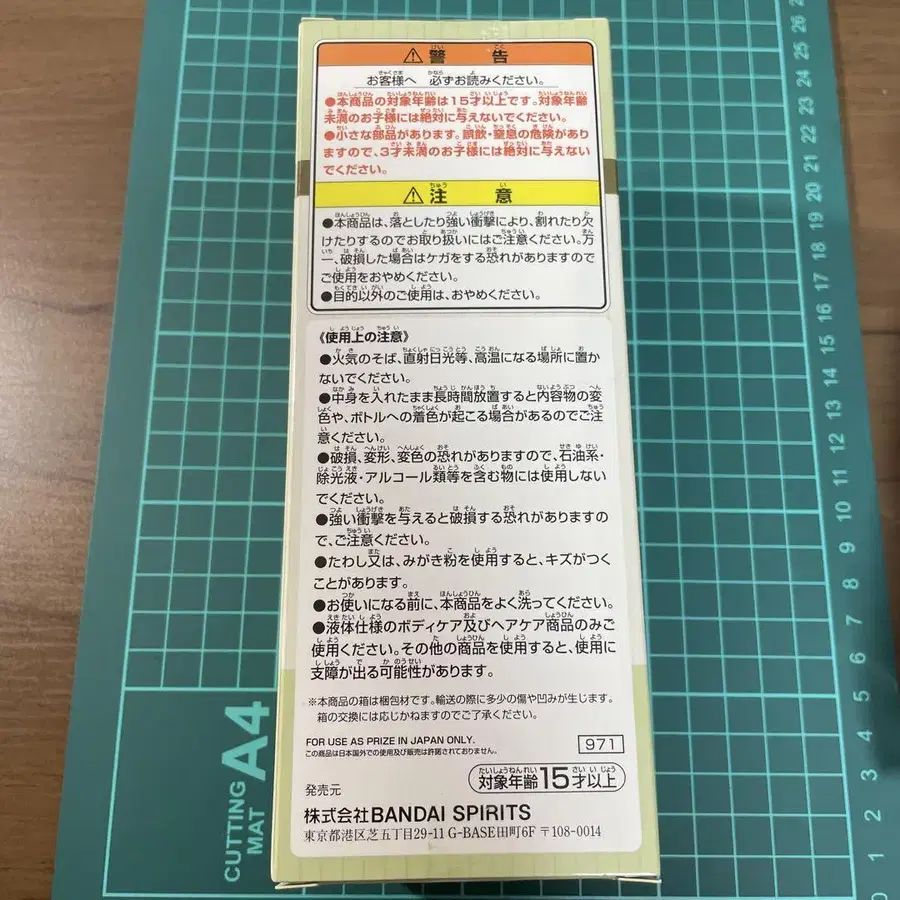 ⚠警告
お客様へ 必ずお読みください。
●本商品の対象年齢は15才以上です。対象年齢
未満のお子様には絶対に与えないでください。
●小さな部品があります。誤飲・窒息の危険があり
ますので、3才未満のお子様には絶対に与えない
でください。
⚠注意
●本商品は、落としたり強い衝撃により、割れたり欠
けたりするのでお取り扱いにはご注意ください。万
一、破損した場合はケガをする恐れがありますので
ご使用をおやめください。
●目的以外のご使用は、おやめください。
《使用上の注意》
●火気のそば、直射日光等、高温になる場所に置か
ないでください。
●中身を入れたまま長時間放置すると内容物の変
色や、ボトルへの着色が起こる場合があるのでご注
意ください。
●破損、変形、変色の恐れがありますので、石油系・
除光液・アルコール類等を含む物には使用しない
でください。
●強い衝撃を与えると破損する恐れがありますの
で、ご注意ください。
●たわし又は、みがき粉を使用すると、キズがつく
ことがあります。
●お使いになる前に、本商品をよく洗ってください。
●液体仕様のボディケア及びヘアケア商品のみご
使用ください。その他の商品を使用すると、使用に
支障が出る可能性があります。
※本商品の箱は梱包材です。輸送の際に多少の傷や凹みが生じます。
箱の交換には応じかねますのでご了承ください。
FOR USE AS PRIZE IN JAPAN ONLY.
この商品は日本国外での使用及び販売は許諾されておりません。
971
対象年齢15才以上
発売元
株式会社BANDAI SPIRITS
東京都港区芝五丁目29-11 G-BASE田町6F 〒108-0014
CUTTING MAT A4
26
25
24
23
22
21
20
19
18
17
16
15
14
13
12
11
10
9
8
7
6
5
4
3
2
1
0